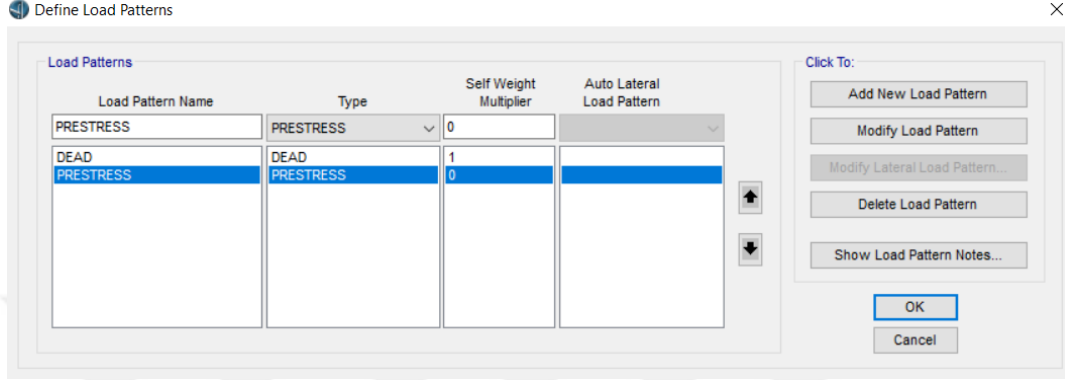 Define Load Patterns
Load Patterns
Load Pattern Name Type Self Weight Multiplier Auto Lateral Load Pattern
PRESTRESS PRESTRESS 0
DEAD DEAD 1
PRESTRESS PRESTRESS 0
Click To:
Add New Load Pattern
Modify Load Pattern
Modify Lateral Load Pattern...
Delete Load Pattern
Show Load Pattern Notes...
OK
Cancel